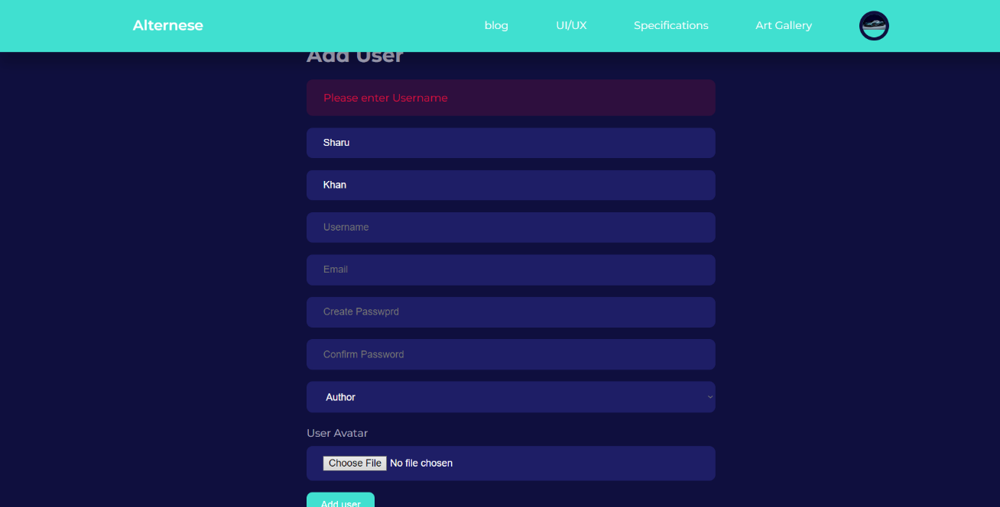 Alternese
blog
UI/UX
Specifications
Art Gallery
Add User
Please enter Username
Sharu
Khan
Username
Email
Create Passwprd
Confirm Password
Author
User Avatar
Choose File No file chosen
Add user